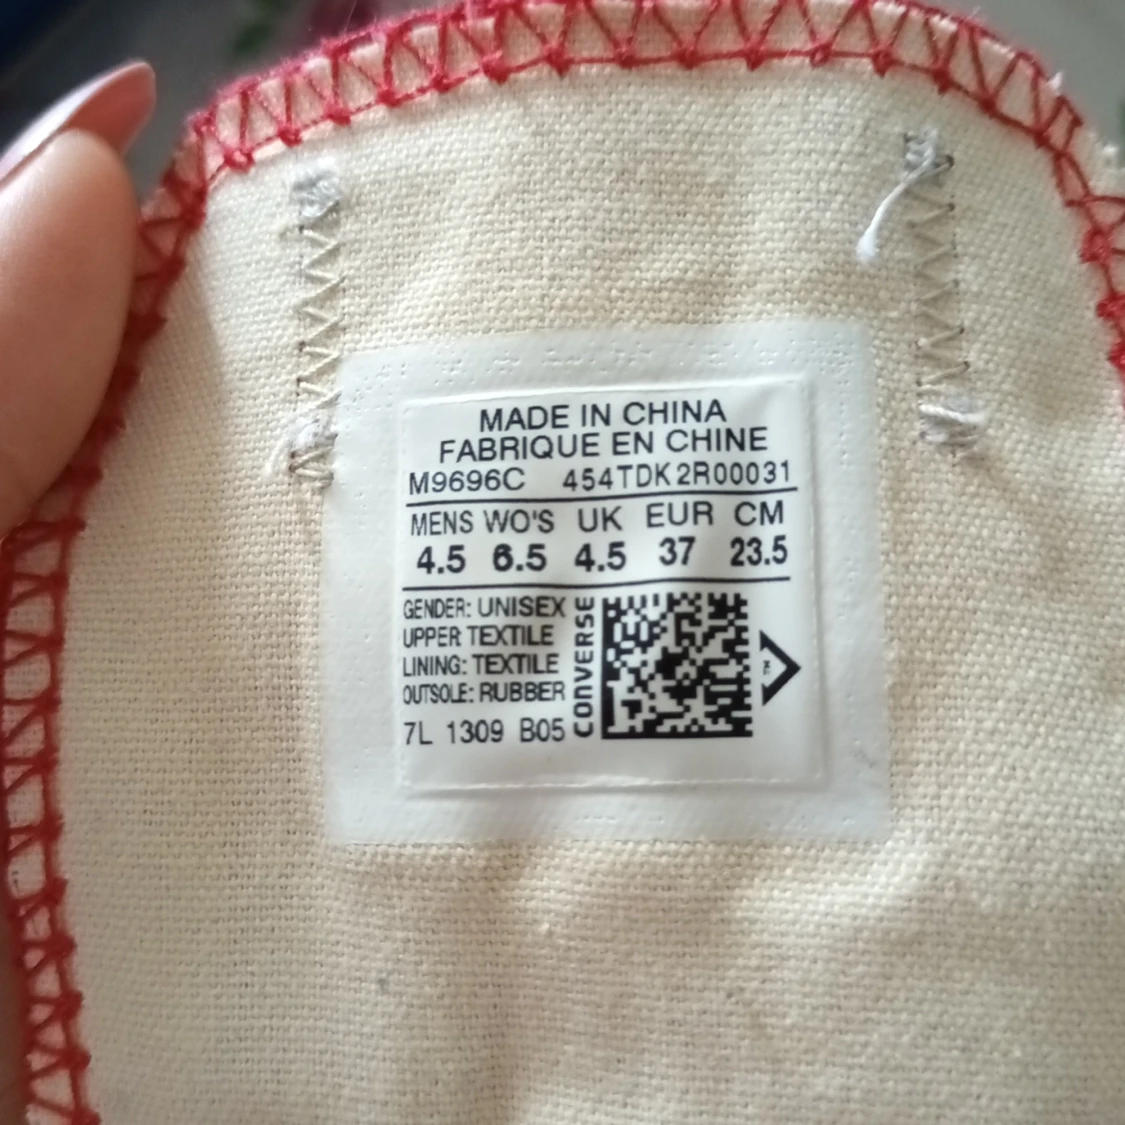 MADE IN CHINA
FABRIQUE EN CHINE
M9696C 454TDK2R00031
MENS WO'S UK EUR CM
4.5 6.5 4.5 37 23.5
GENDER: UNISEX
UPPER TEXTILE
LINING: TEXTILE
OUTSOLE: RUBBER
7L 1309 B05
CONVERSE
TM